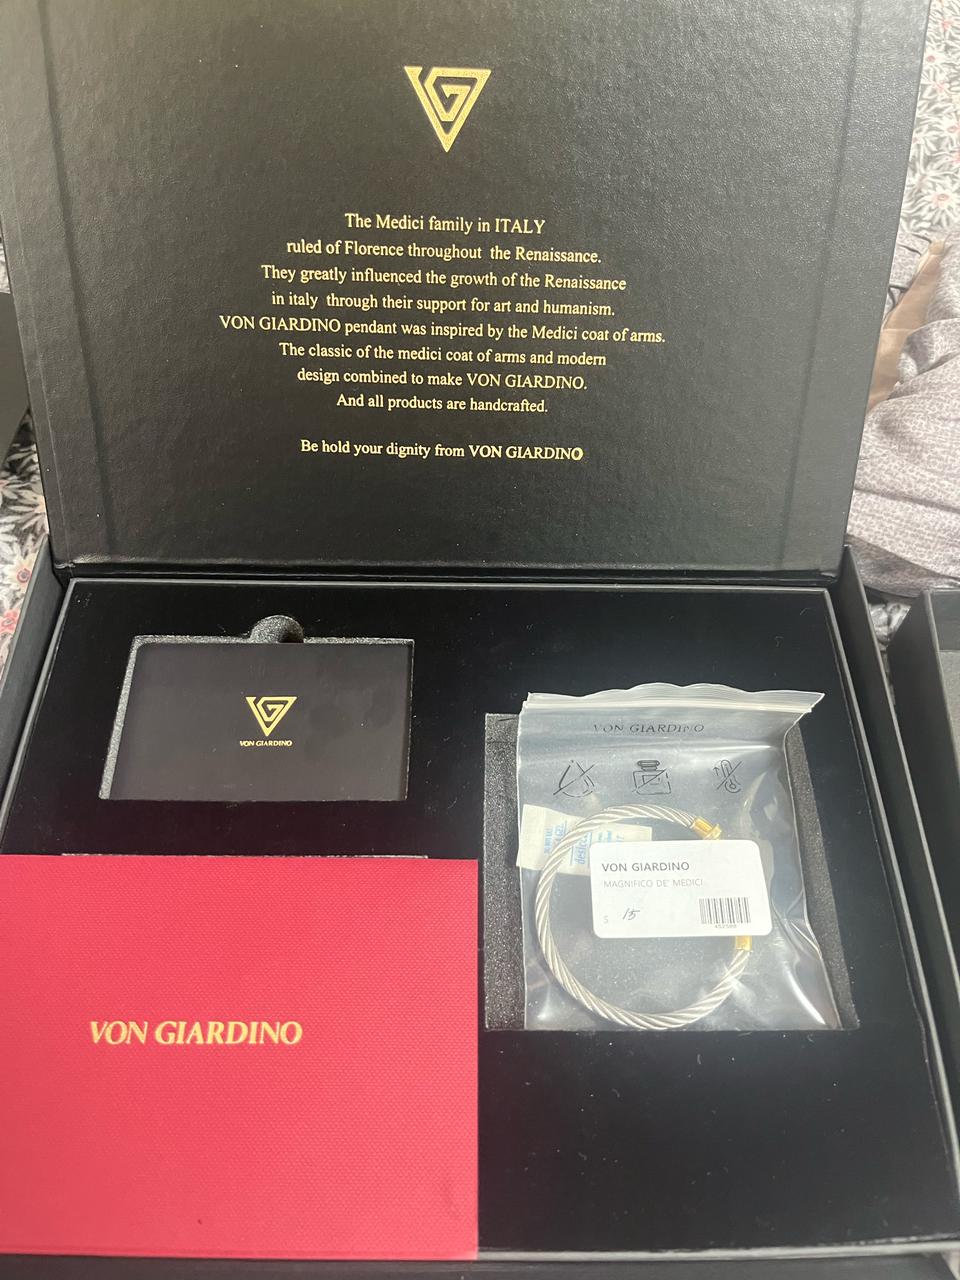 The Medici family in ITALY
ruled of Florence throughout the Renaissance.
They greatly influenced the growth of the Renaissance
in italy through their support for art and humanism.
VON GIARDINO pendant was inspired by the Medici coat of arms.
The classic of the medici coat of arms and modern
design combined to make VON GIARDINO.
And all products are handcrafted.
Be hold your dignity from VON GIARDINO
VON GIARDINO
VON GIARDINO
VON GIARDINO
MAGNIFICO DE' MEDICI
S 15
VON GIARDINO